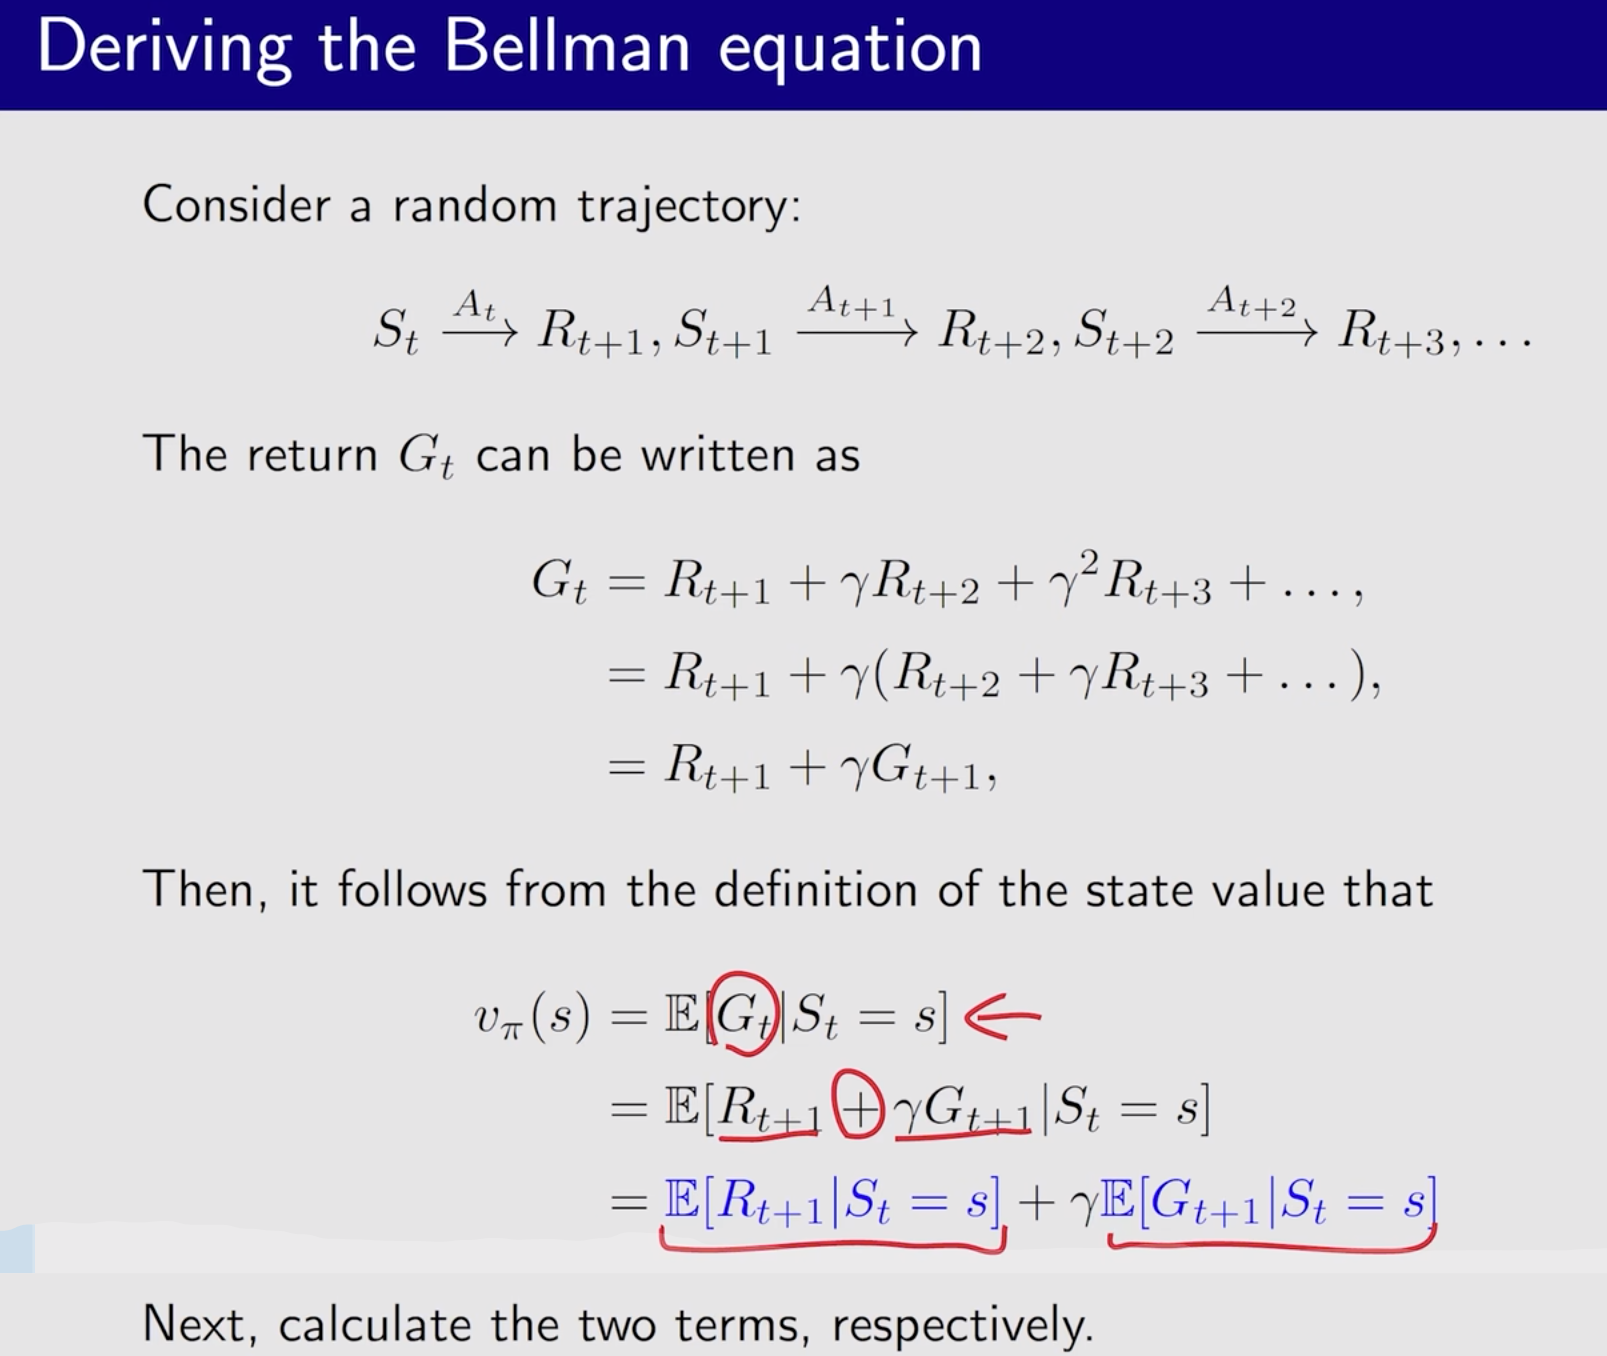 Deriving the Bellman equation
Consider a random trajectory:
$S_t \xrightarrow{A_t} R_{t+1}, S_{t+1} \xrightarrow{A_{t+1}} R_{t+2}, S_{t+2} \xrightarrow{A_{t+2}} R_{t+3}, \ldots$
The return $G_t$ can be written as
$G_t = R_{t+1} + \gamma R_{t+2} + \gamma^2 R_{t+3} + \ldots,$
$= R_{t+1} + \gamma(R_{t+2} + \gamma R_{t+3} + \ldots),$
$= R_{t+1} + \gamma G_{t+1},$
Then, it follows from the definition of the state value that
$v_\pi(s) = \mathbb{E}[G_t|S_t = s]$
$= \mathbb{E}[R_{t+1} + \gamma G_{t+1}|S_t = s]$
$= \mathbb{E}[R_{t+1}|S_t = s] + \gamma\mathbb{E}[G_{t+1}|S_t = s]$
Next, calculate the two terms, respectively.